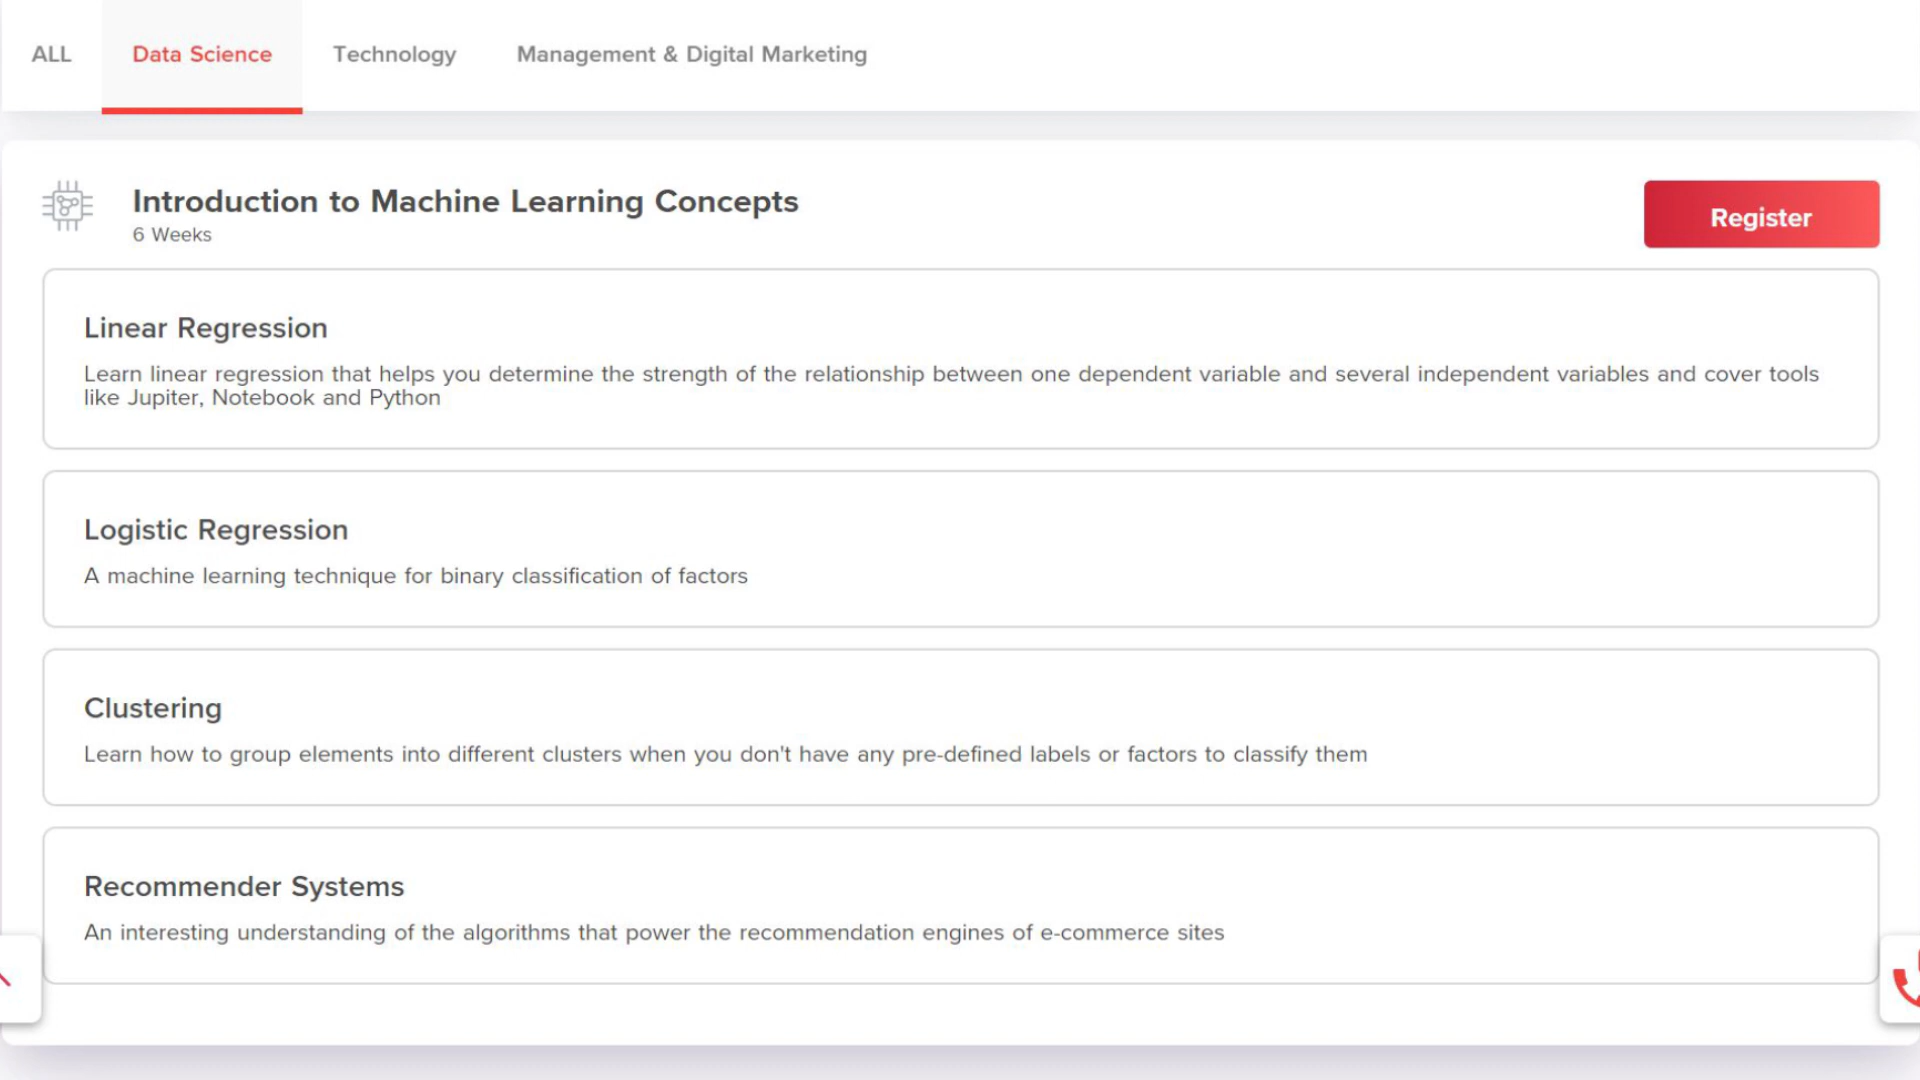 ALL
Data Science
Technology
Management & Digital Marketing
Introduction to Machine Learning Concepts
6 Weeks
Register
Linear Regression
Learn linear regression that helps you determine the strength of the relationship between one dependent variable and several independent variables and cover tools
like Jupiter, Notebook and Python
Logistic Regression
A machine learning technique for binary classification of factors
Clustering
Learn how to group elements into different clusters when you don't have any pre-defined labels or factors to classify them
Recommender Systems
An interesting understanding of the algorithms that power the recommendation engines of e-commerce sites